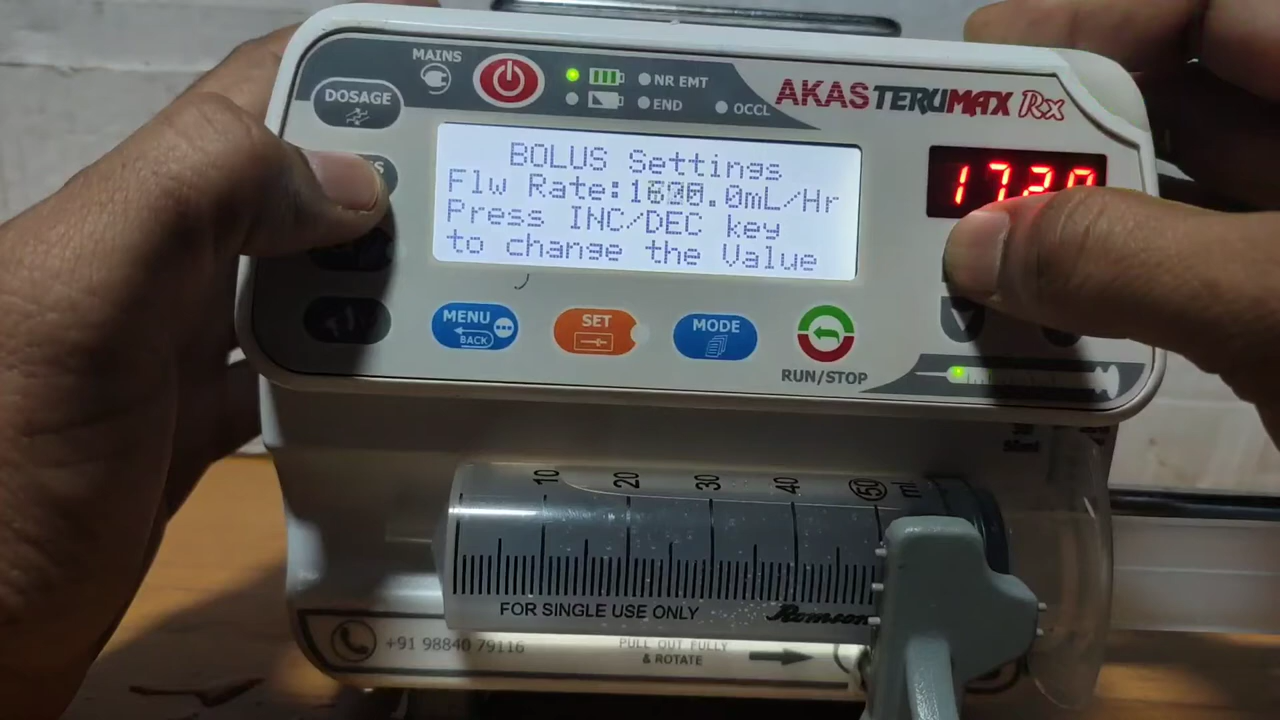 MAINS
DOSAGE
NR EMT
END
OCCL
AKAS TERUMAX Rx
BOLUS Settings
Flw Rate: .0mL/Hr
Press INC/DEC key
to change the Value
MENU
BACK
SET
MODE
RUN/STOP
10
20
30
40
50
ml
FOR SINGLE USE ONLY
Romson
+91 98840 79116
PULL OUT FULLY
& ROTATE